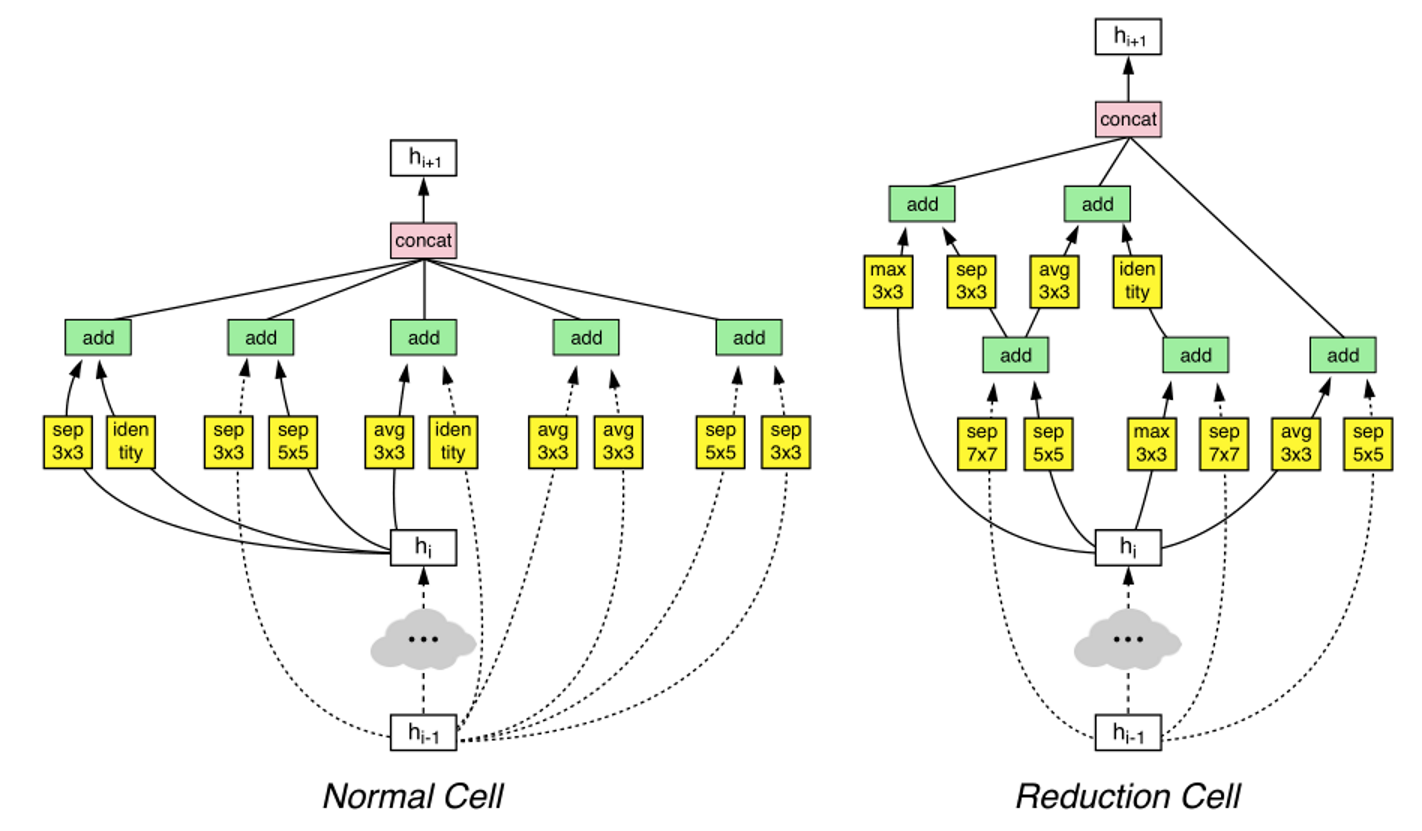 h_{i+1}
concat
add
add
add
add
add
sep
3x3
iden
tity
sep
3x3
sep
5x5
avg
3x3
iden
tity
avg
3x3
avg
3x3
sep
5x5
sep
3x3
h_i
...
h_{i-1}
Normal Cell
h_{i+1}
concat
add
add
max
3x3
sep
3x3
avg
3x3
iden
tity
add
add
add
sep
7x7
sep
5x5
max
3x3
sep
7x7
avg
3x3
sep
5x5
h_i
...
h_{i-1}
Reduction Cell